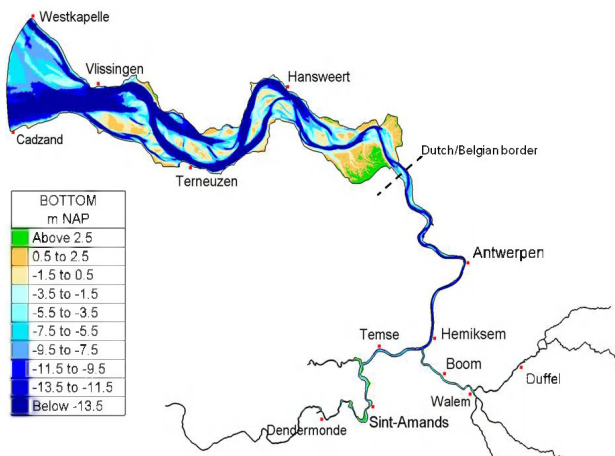 Westkapelle
Vlissingen
Hansweert
Cadzand
Terneuzen
Dutch/Belgian border
BOTTOM
m NAP
Above 2.5
0.5 to 2.5
-1.5 to 0.5
-3.5 to -1.5
-5.5 to -3.5
-7.5 to -5.5
-9.5 to -7.5
-11.5 to -9.5
-13.5 to -11.5
Below -13.5
Antwerpen
Temse
Hemiksem
Boom
Duffel
Walem
Sint-Amands
Dendermonde